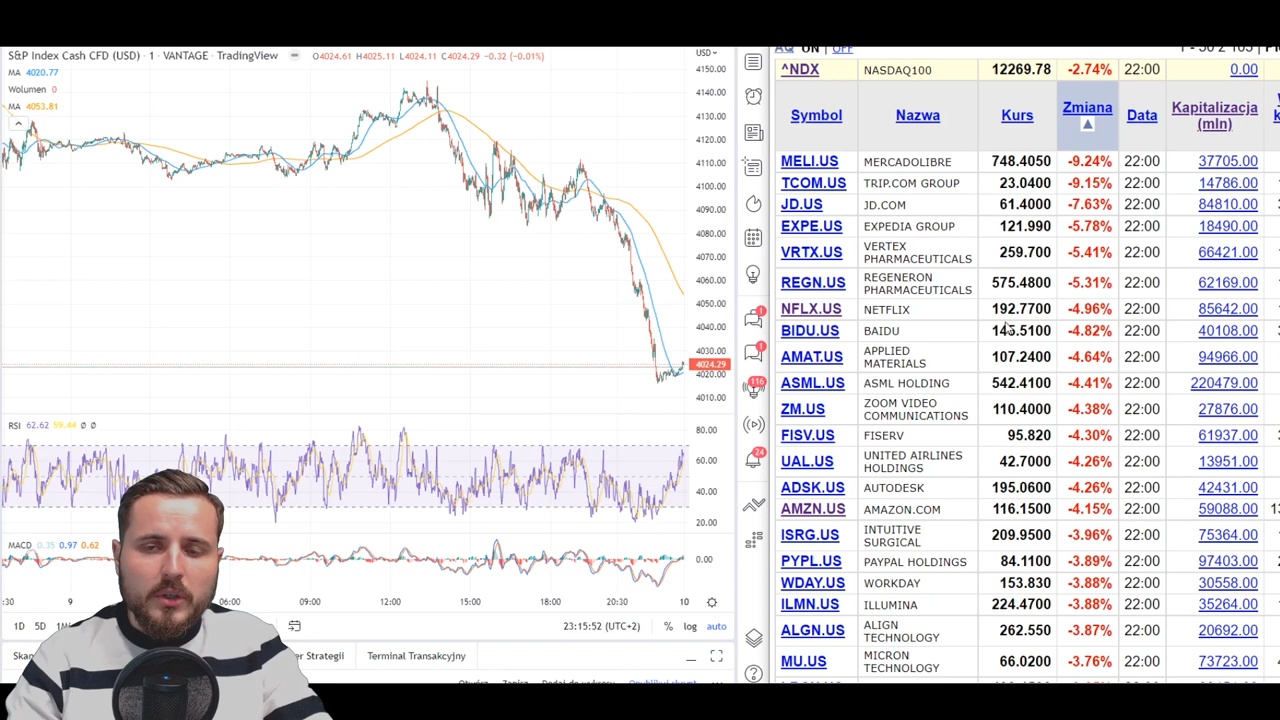 S&P Index Cash CFD (USD) · 1 · VANTAGE · TradingView
O4024.61 H4025.11 L4024.11 C4024.29 −0.32 (−0.01%)
USD
MA 4020.77
Wolumen 0
MA 4053.81
4150.00
4140.00
4130.00
4120.00
4110.00
4100.00
4090.00
4080.00
4070.00
4060.00
4050.00
4040.00
4030.00
4024.29
4020.00
4010.00
RSI 62.62 59.44 Ø Ø
80.00
60.00
40.00
20.00
MACD 0.35 0.97 0.62
0.00
:30 9 06:00 09:00 12:00 15:00 18:00 20:30 10
1D 5D
23:15:52 (UTC+2) % log auto
Strategii Terminal Transakcyjny
1
1
116
24
AQ ON OFF
^NDX NASDAQ100 12269.78 -2.74% 22:00 0.00
Symbol Nazwa Kurs Zmiana Data Kapitalizacja
(mln)
MELI.US MERCADOLIBRE 748.4050 -9.24% 22:00 37705.00
TCOM.US TRIP.COM GROUP 23.0400 -9.15% 22:00 14786.00
JD.US JD.COM 61.4000 -7.63% 22:00 84810.00
EXPE.US EXPEDIA GROUP 121.990 -5.78% 22:00 18490.00
VRTX.US VERTEX
PHARMACEUTICALS 259.700 -5.41% 22:00 66421.00
REGN.US REGENERON
PHARMACEUTICALS 575.4800 -5.31% 22:00 62169.00
NFLX.US NETFLIX 192.7700 -4.96% 22:00 85642.00
BIDU.US BAIDU -4.82% 22:00 40108.00
AMAT.US APPLIED
MATERIALS 107.2400 -4.64% 22:00 94966.00
ASML.US ASML HOLDING 542.4100 -4.41% 22:00 220479.00
ZM.US ZOOM VIDEO
COMMUNICATIONS 110.4000 -4.38% 22:00 27876.00
FISV.US FISERV 95.820 -4.30% 22:00 61937.00
UAL.US UNITED AIRLINES
HOLDINGS 42.7000 -4.26% 22:00 13951.00
ADSK.US AUTODESK 195.0600 -4.26% 22:00 42431.00
AMZN.US AMAZON.COM 116.1500 -4.15% 22:00 59088.00
ISRG.US INTUITIVE
SURGICAL 209.9500 -3.96% 22:00 75364.00
PYPL.US PAYPAL HOLDINGS 84.1100 -3.89% 22:00 97403.00
WDAY.US WORKDAY 153.830 -3.88% 22:00 30558.00
ILMN.US ILLUMINA 224.4700 -3.88% 22:00 35264.00
ALGN.US ALIGN
TECHNOLOGY 262.550 -3.87% 22:00 20692.00
MU.US MICRON
TECHNOLOGY 66.0200 -3.76% 22:00 73723.00